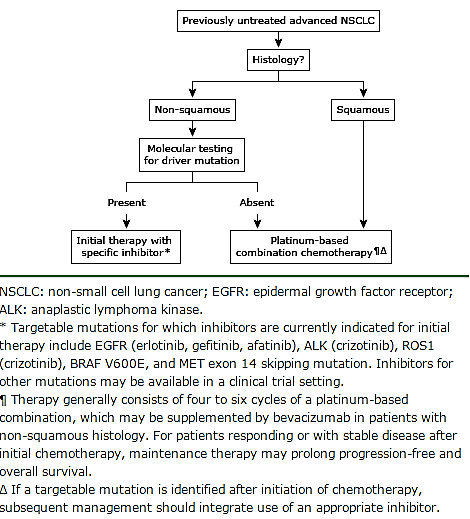 Previously untreated advanced NSCLC
Histology?
Non-squamous
Squamous
Molecular testing
for driver mutation
Present
Absent
Initial therapy with
specific inhibitor*
Platinum-based
combination chemotherapy¶Δ
NSCLC: non-small cell lung cancer; EGFR: epidermal growth factor receptor;
ALK: anaplastic lymphoma kinase.
* Targetable mutations for which inhibitors are currently indicated for initial
therapy include EGFR (erlotinib, gefitinib, afatinib), ALK (crizotinib), ROS1
(crizotinib), BRAF V600E, and MET exon 14 skipping mutation. Inhibitors for
other mutations may be available in a clinical trial setting.
¶ Therapy generally consists of four to six cycles of a platinum-based
combination, which may be supplemented by bevacizumab in patients with
non-squamous histology. For patients responding or with stable disease after
initial chemotherapy, maintenance therapy may prolong progression-free and
overall survival.
Δ If a targetable mutation is identified after initiation of chemotherapy,
subsequent management should integrate use of an appropriate inhibitor.